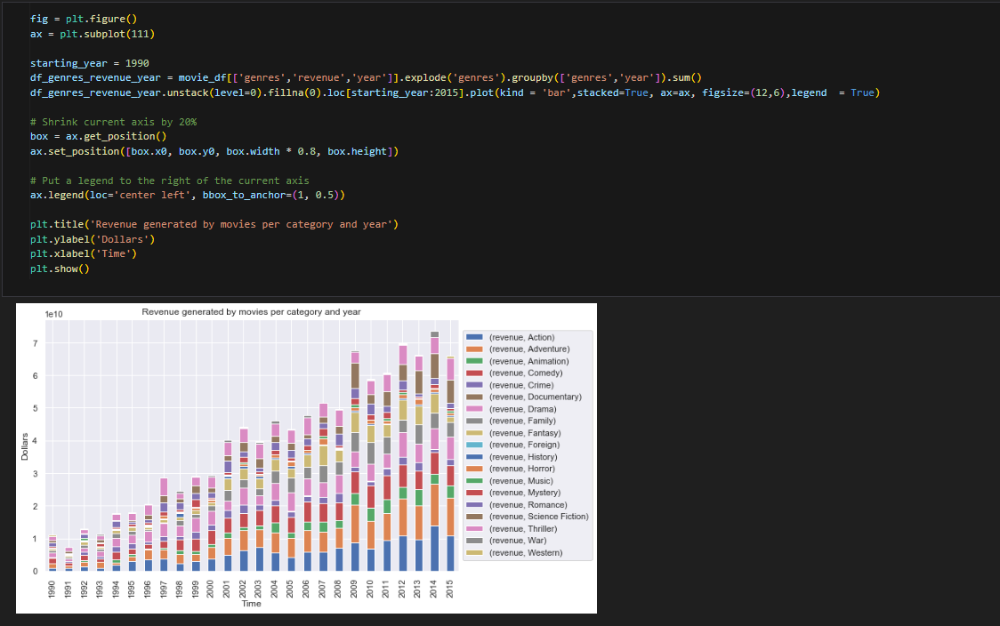 fig = plt.figure()
ax = plt.subplot(111)
starting_year = 1990
df_genres_revenue_year = movie_df[['genres','revenue','year']].explode('genres').groupby(['genres','year']).sum()
df_genres_revenue_year.unstack(level=0).fillna(0).loc[starting_year:2015].plot(kind = 'bar',stacked=True, ax=ax, figsize=(12,6),legend  = True)
# Shrink current axis by 20%
box = ax.get_position()
ax.set_position([box.x0, box.y0, box.width * 0.8, box.height])
# Put a legend to the right of the current axis
ax.legend(loc='center left', bbox_to_anchor=(1, 0.5))
plt.title('Revenue generated by movies per category and year')
plt.ylabel('Dollars')
plt.xlabel('Time')
plt.show()
1e10
Revenue generated by movies per category and year
7
6
5
4
3
2
1
0
Dollars
1990 1991 1992 1993 1994 1995 1996 1997 1998 1999 2000 2001 2002 2003 2004 2005 2006 2007 2008 2009 2010 2011 2012 2013 2014 2015
Time
(revenue, Action)
(revenue, Adventure)
(revenue, Animation)
(revenue, Comedy)
(revenue, Crime)
(revenue, Documentary)
(revenue, Drama)
(revenue, Family)
(revenue, Fantasy)
(revenue, Foreign)
(revenue, History)
(revenue, Horror)
(revenue, Music)
(revenue, Mystery)
(revenue, Romance)
(revenue, Science Fiction)
(revenue, Thriller)
(revenue, War)
(revenue, Western)